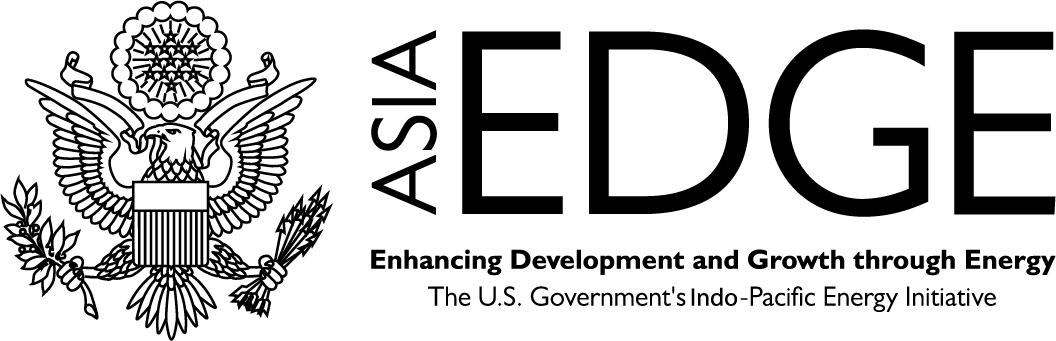 ASIA
EDGE
Enhancing Development and Growth through Energy
The U.S. Government's Indo-Pacific Energy Initiative